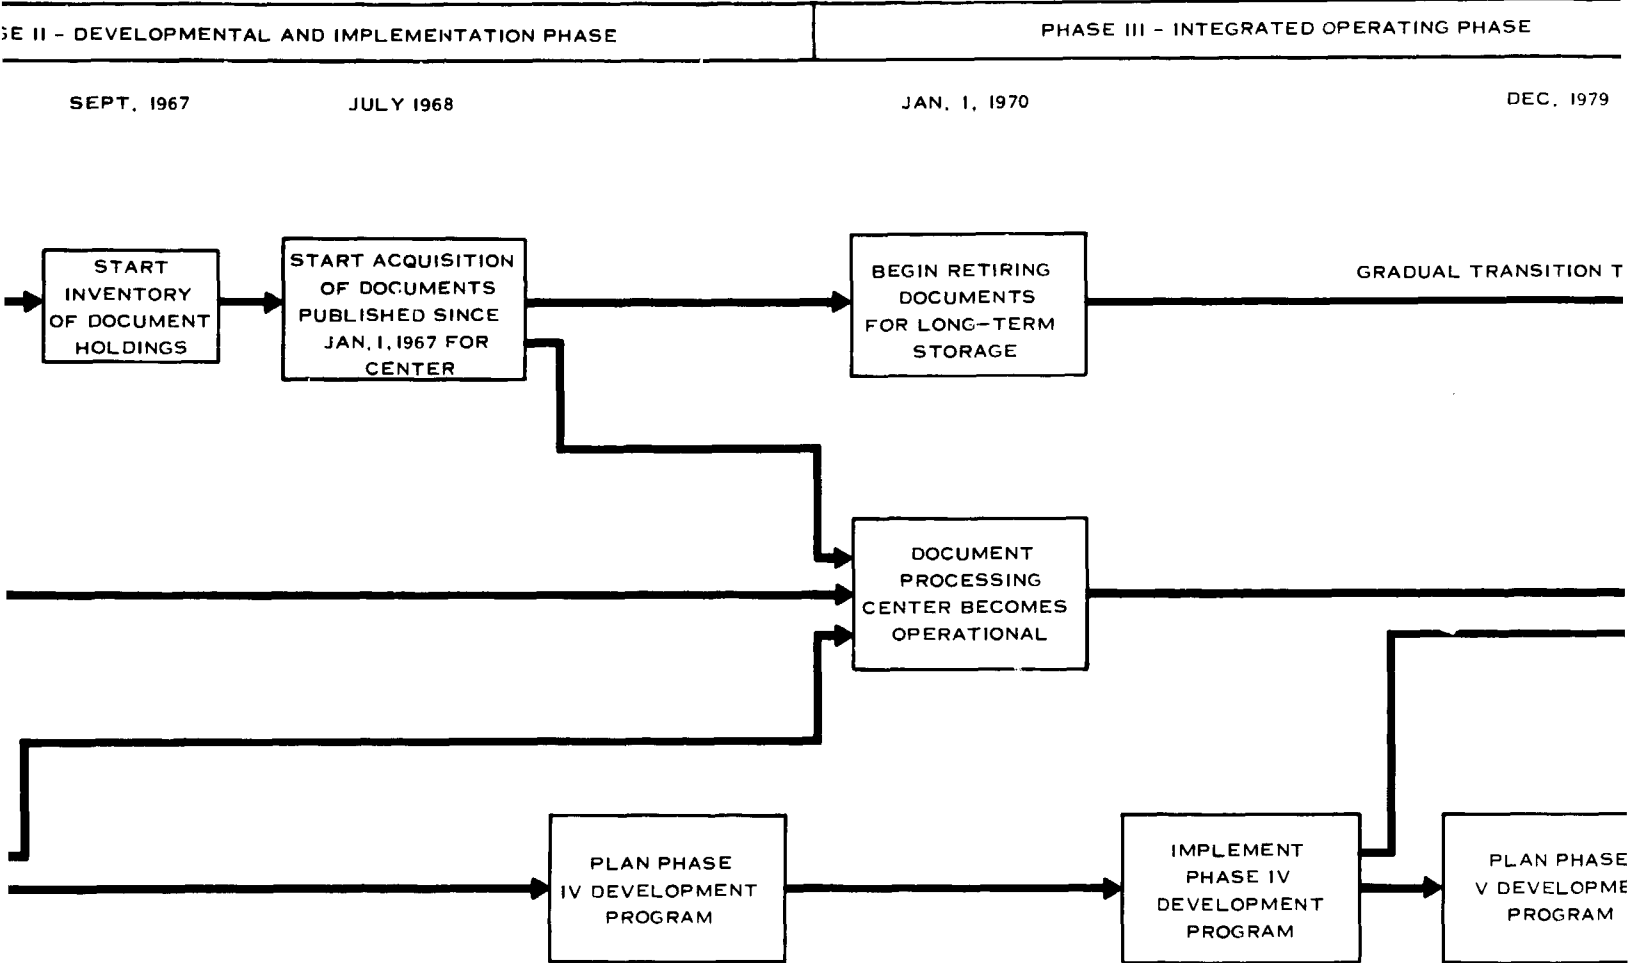 SE II - DEVELOPMENTAL AND IMPLEMENTATION PHASE
PHASE III - INTEGRATED OPERATING PHASE
SEPT, 1967
JULY 1968
JAN, 1, 1970
DEC, 1979
START
INVENTORY
OF DOCUMENT
HOLDINGS
START ACQUISITION
OF DOCUMENTS
PUBLISHED SINCE
JAN, 1, 1967 FOR
CENTER
BEGIN RETIRING
DOCUMENTS
FOR LONG-TERM
STORAGE
GRADUAL TRANSITION T
DOCUMENT
PROCESSING
CENTER BECOMES
OPERATIONAL
PLAN PHASE
IV DEVELOPMENT
PROGRAM
IMPLEMENT
PHASE IV
DEVELOPMENT
PROGRAM
PLAN PHASE
V DEVELOPME
PROGRAM